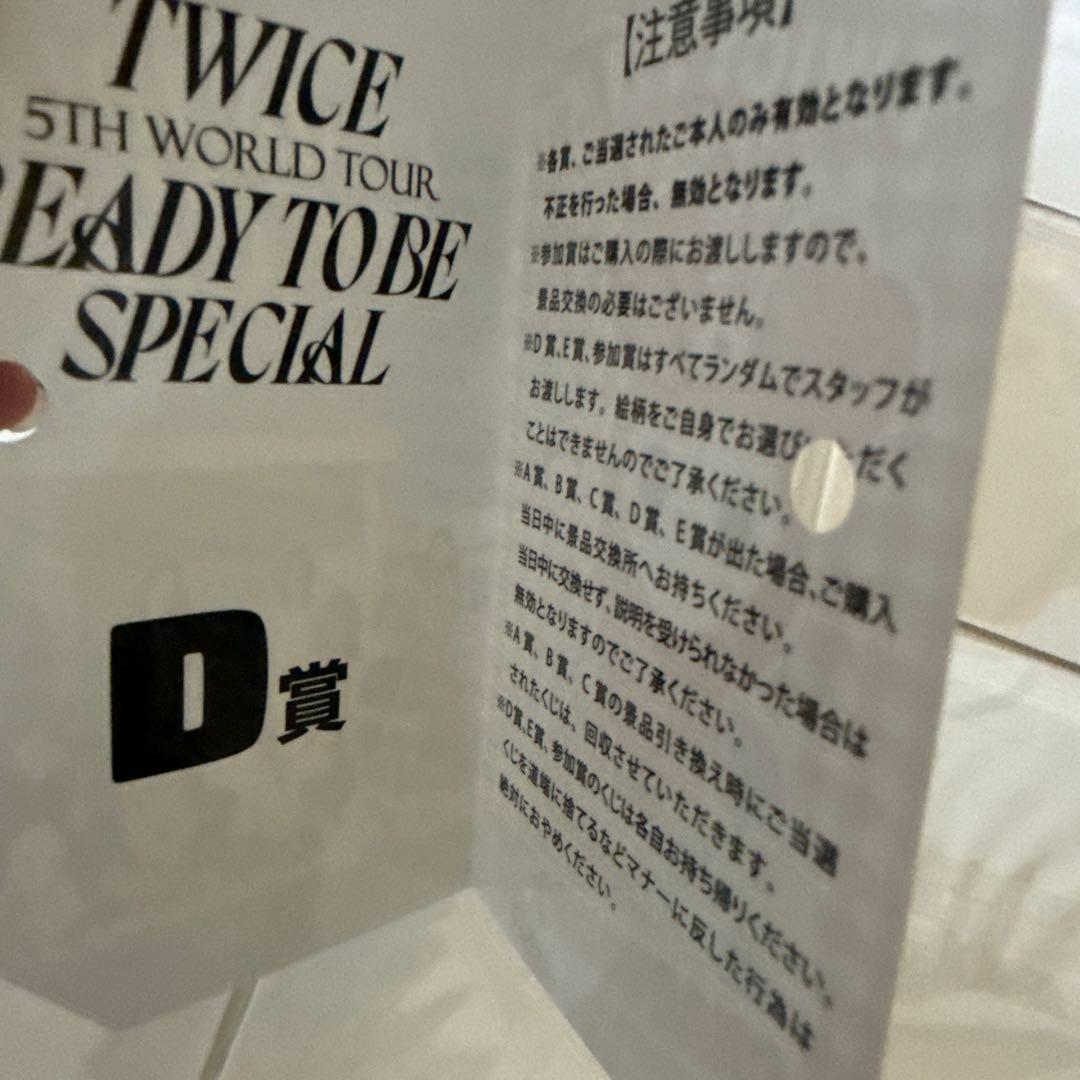 TWICE
5TH WORLD TOUR
READY TO BE
SPECIAL
D賞
【注意事項】
※各賞、ご当選されたご本人のみ有効となります。
不正を行った場合、無効となります。
※参加賞はご購入の際にお渡ししますので、
景品交換の必要はございません。
※D賞、E賞、参加賞はすべてランダムでスタッフが
お渡しします。絵柄をご自身でお選びいただく
ことはできませんのでご了承ください。
※A賞、B賞、C賞、D賞、E賞が出た場合、ご購入
当日中に景品交換所へお持ちください。
当日中に交換せず、説明を受けられなかった場合は
無効となりますのでご了承ください。
※A賞、B賞、C賞の景品引き換え時にご当選
されたくじは、回収させていただきます。
※D賞、E賞、参加賞のくじは各自お持ち帰りください。
くじを道端に捨てるなどマナーに反した行為は
絶対におやめください。